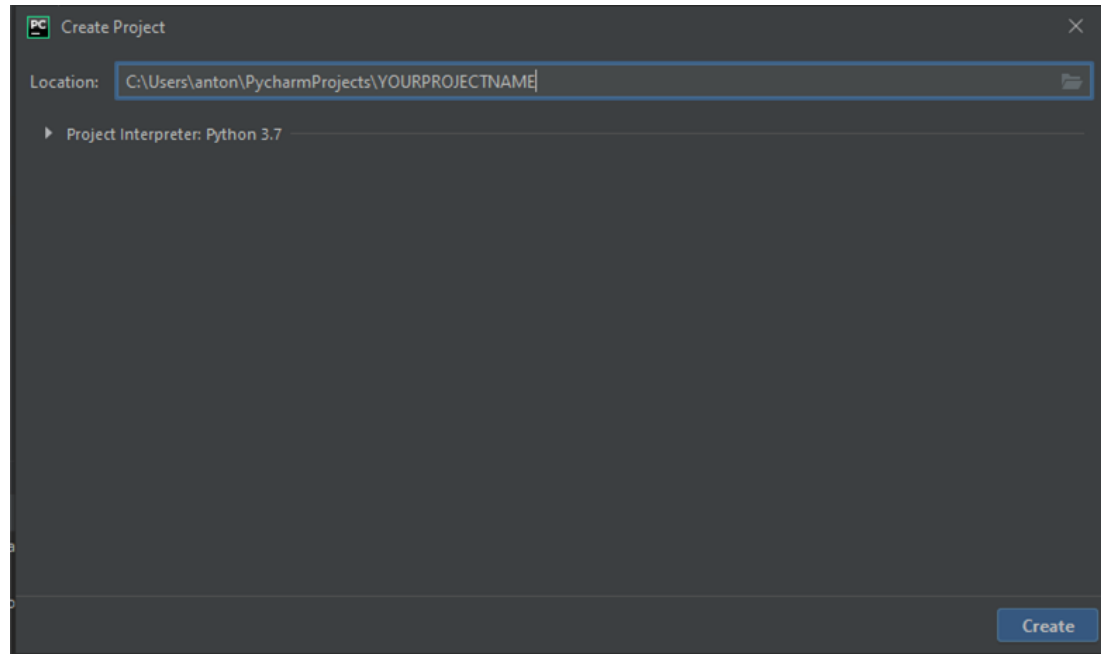 PC Create Project
Location: C:\Users\anton\PycharmProjects\YOURPROJECTNAME
Project Interpreter: Python 3.7
a
Create